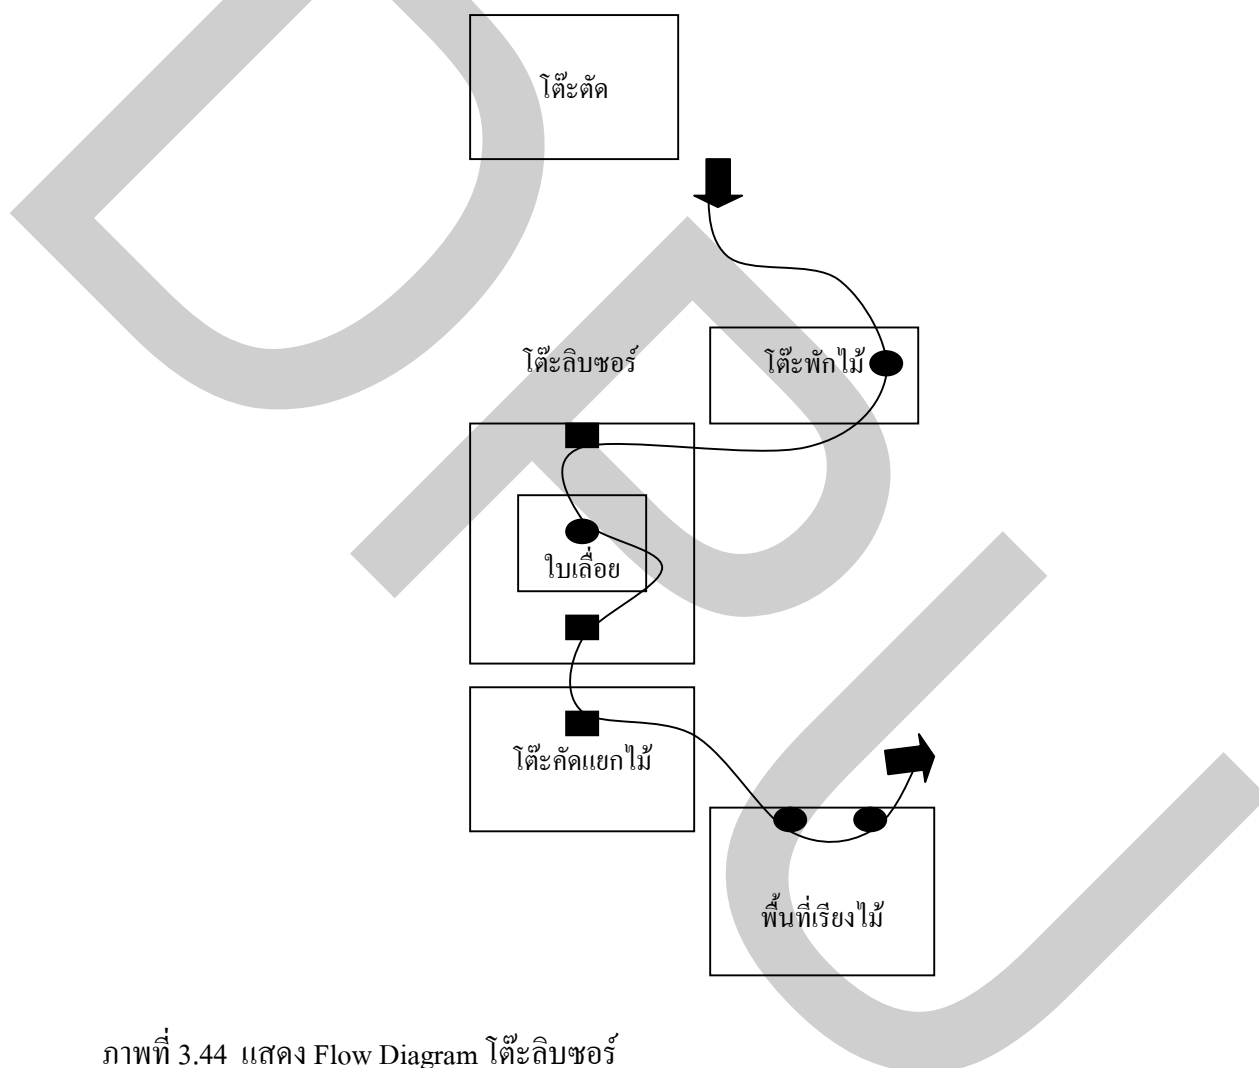 โต๊ะตัด
โต๊ะลิบซอร์
โต๊ะพักไม้
ใบเลื่อย
โต๊ะคัดแยกไม้
พื้นที่เรียงไม้
ภาพที่ 3.44 แสดง Flow Diagram โต๊ะลิบซอร์
DPU